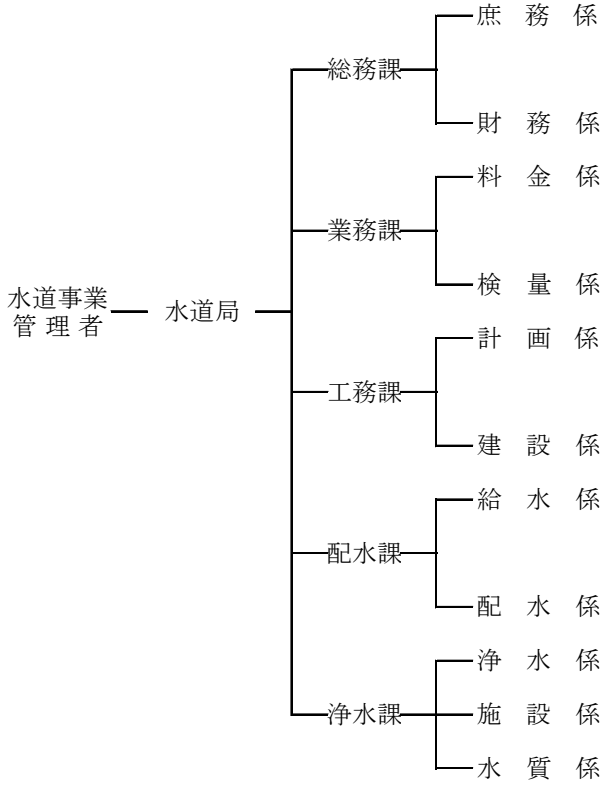 水道事業
管理者
水道局
総務課
庶務係
財務係
業務課
料金係
検量係
工務課
計画係
建設係
配水課
給水係
配水係
浄水課
浄水係
施設係
水質係